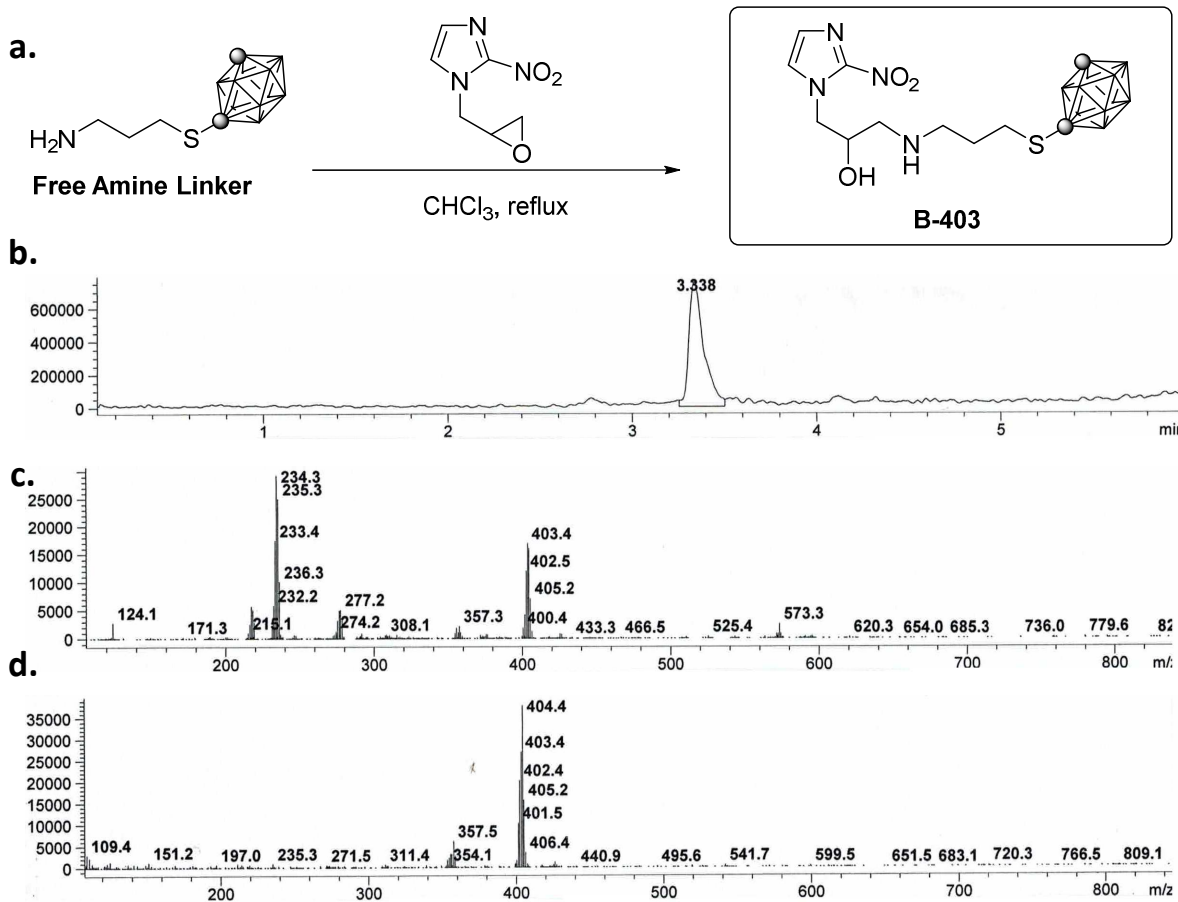 a.
N
N
NO2
O
H2N
S
Free Amine Linker
CHCl3, reflux
N
N
NO2
OH
N
H
S
B-403
b.
3.338
600000
400000
200000
0
1 2 3 4 5 min
c.
234.3
235.3
233.4
236.3
232.2
124.1
171.3
215.1
277.2
274.2
308.1
357.3
403.4
402.5
405.2
400.4
433.3
466.5
525.4
573.3
620.3
654.0
685.3
736.0
779.6
25000
20000
15000
10000
5000
0
200 300 400 500 600 700 800 m/z
d.
404.4
403.4
402.4
405.2
401.5
406.4
357.5
354.1
109.4
151.2
197.0
235.3
271.5
311.4
440.9
495.6
541.7
599.5
651.5
683.1
720.3
766.5
809.1
35000
30000
25000
20000
15000
10000
5000
0
200 300 400 500 600 700 800 m/z